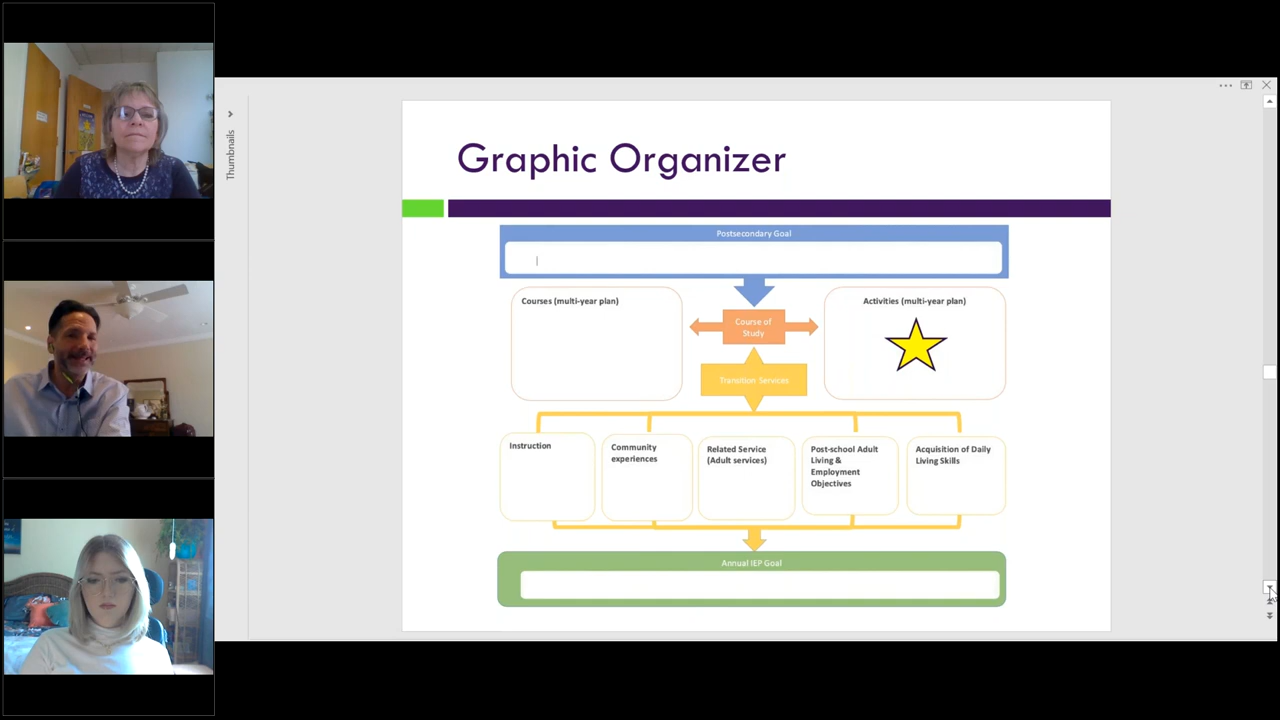 Thumbnails
Graphic Organizer
Postsecondary Goal
Courses (multi-year plan)
Course of
Study
Activities (multi-year plan)
Transition Services
Instruction
Community
experiences
Related Service
(Adult services)
Post-school Adult
Living &
Employment
Objectives
Acquisition of Daily
Living Skills
Annual IEP Goal